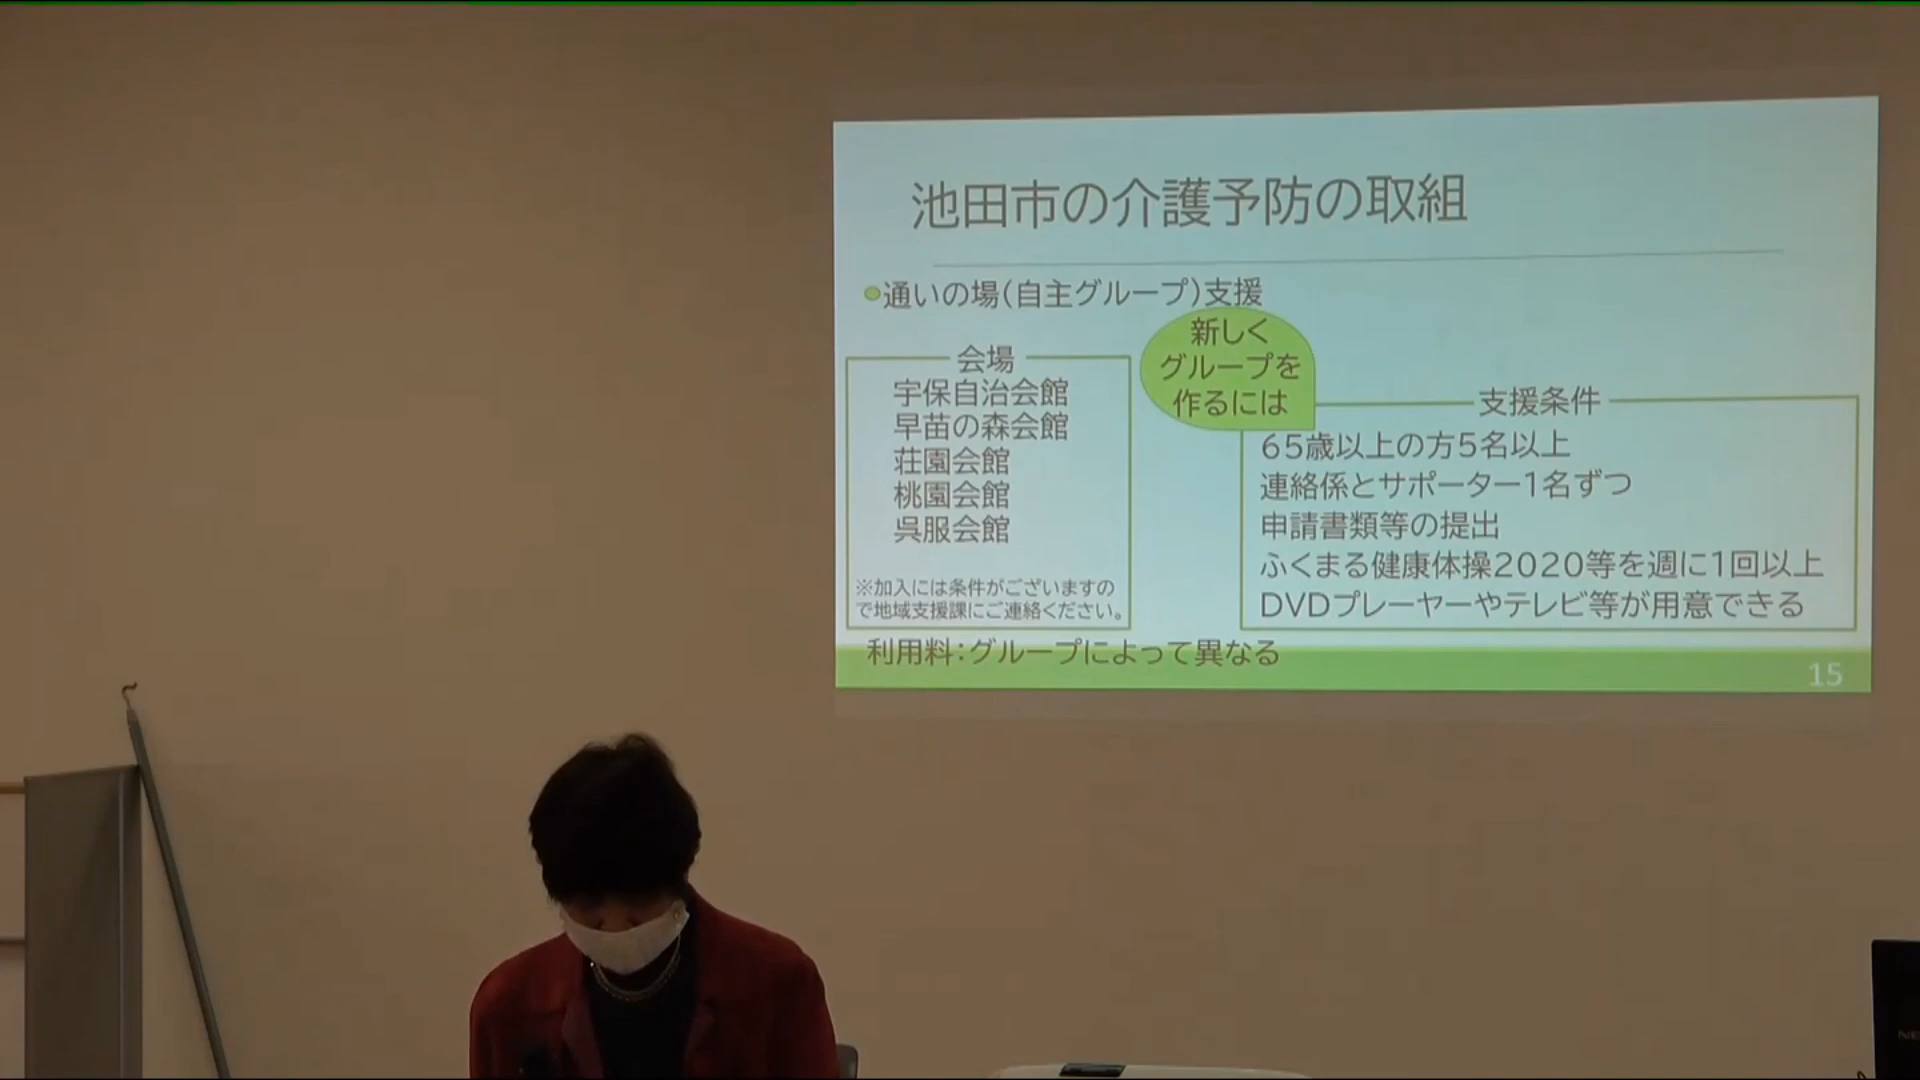 池田市の介護予防の取組
通いの場(自主グループ)支援
新しく
グループを
作るには
会場
宇保自治会館
早苗の森会館
荘園会館
桃園会館
呉服会館
※加入には条件がございますの
で地域支援課にご連絡ください。
支援条件
65歳以上の方5名以上
連絡係とサポーター1名ずつ
申請書類等の提出
ふくまる健康体操2020等を週に1回以上
DVDプレーヤーやテレビ等が用意できる
利用料：グループによって異なる
15